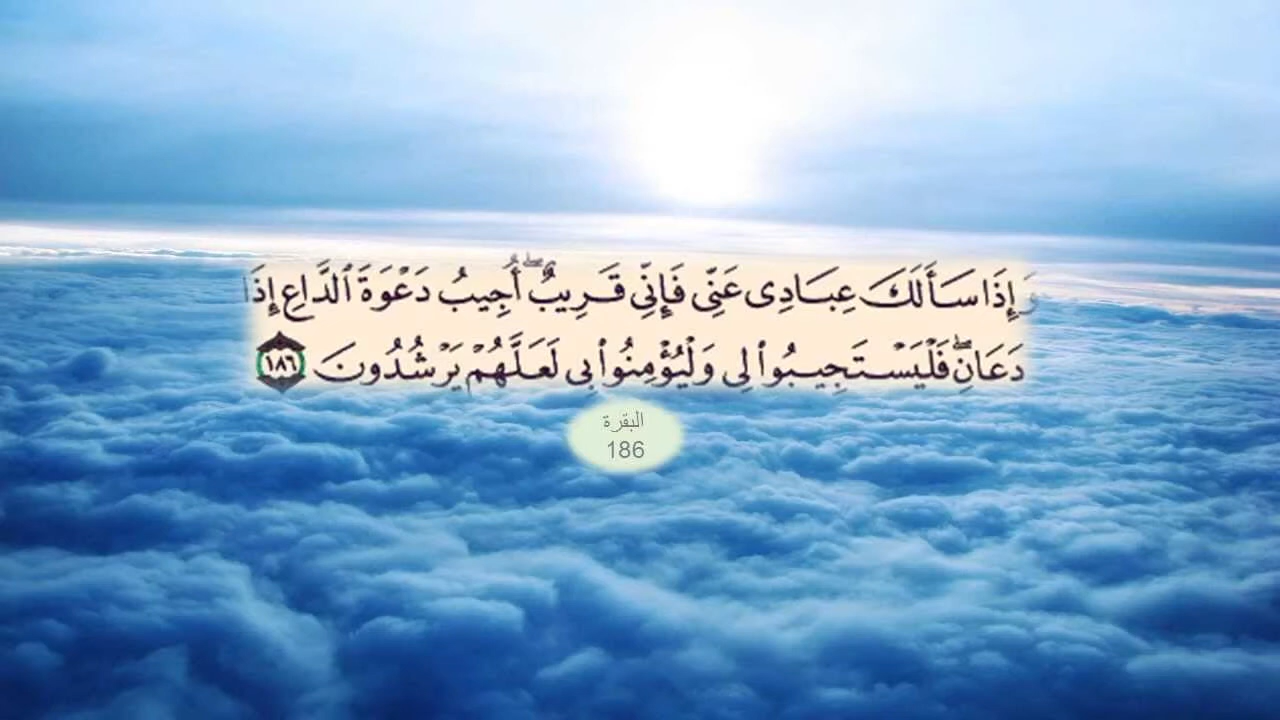 وَإِذَا سَأَلَكَ عِبَادِى عَنِّى فَإِنِّى قَرِيبٌ ۖ أُجِيبُ دَعْوَةَ ٱلدَّاعِ إِذَا
دَعَانِ ۖ فَلْيَسْتَجِيبُوا۟ لِى وَلْيُؤْمِنُوا۟ بِى لَعَلَّهُمْ يَرْشُدُونَ ١٨٦
البقرة
186